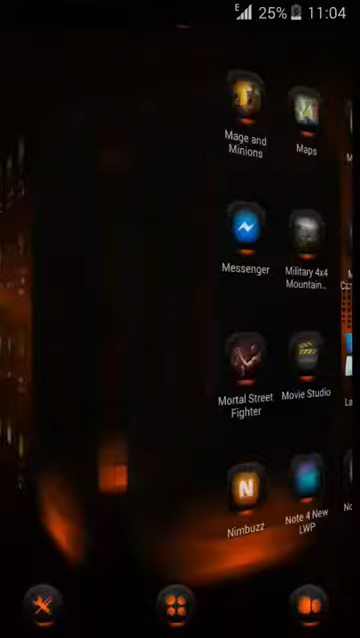 E 25% 11:04
Mage and
Minions
Maps
Messenger
Military 4x4
Mountain..
Mortal Street
Fighter
Movie Studio
Nimbuzz
Note 4 New
LWP